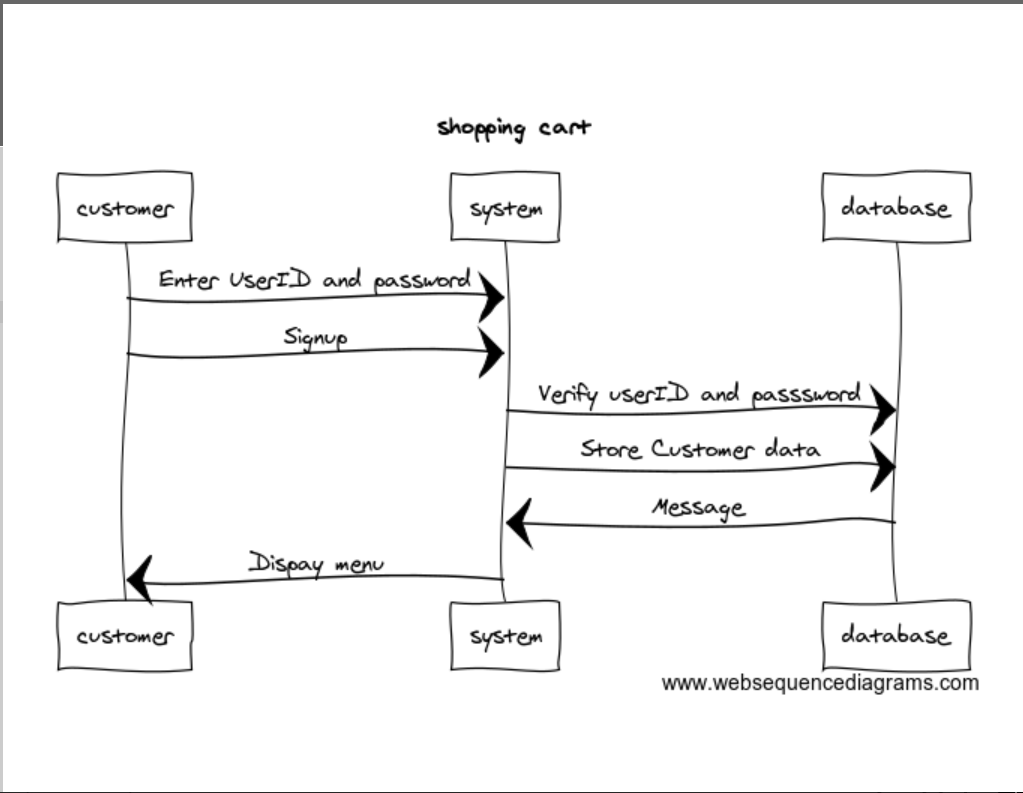 shopping cart
customer
system
database
Enter UserID and password
Signup
Verify userID and passsword
Store Customer data
Message
Dispay menu
customer
system
database
www.websequencediagrams.com